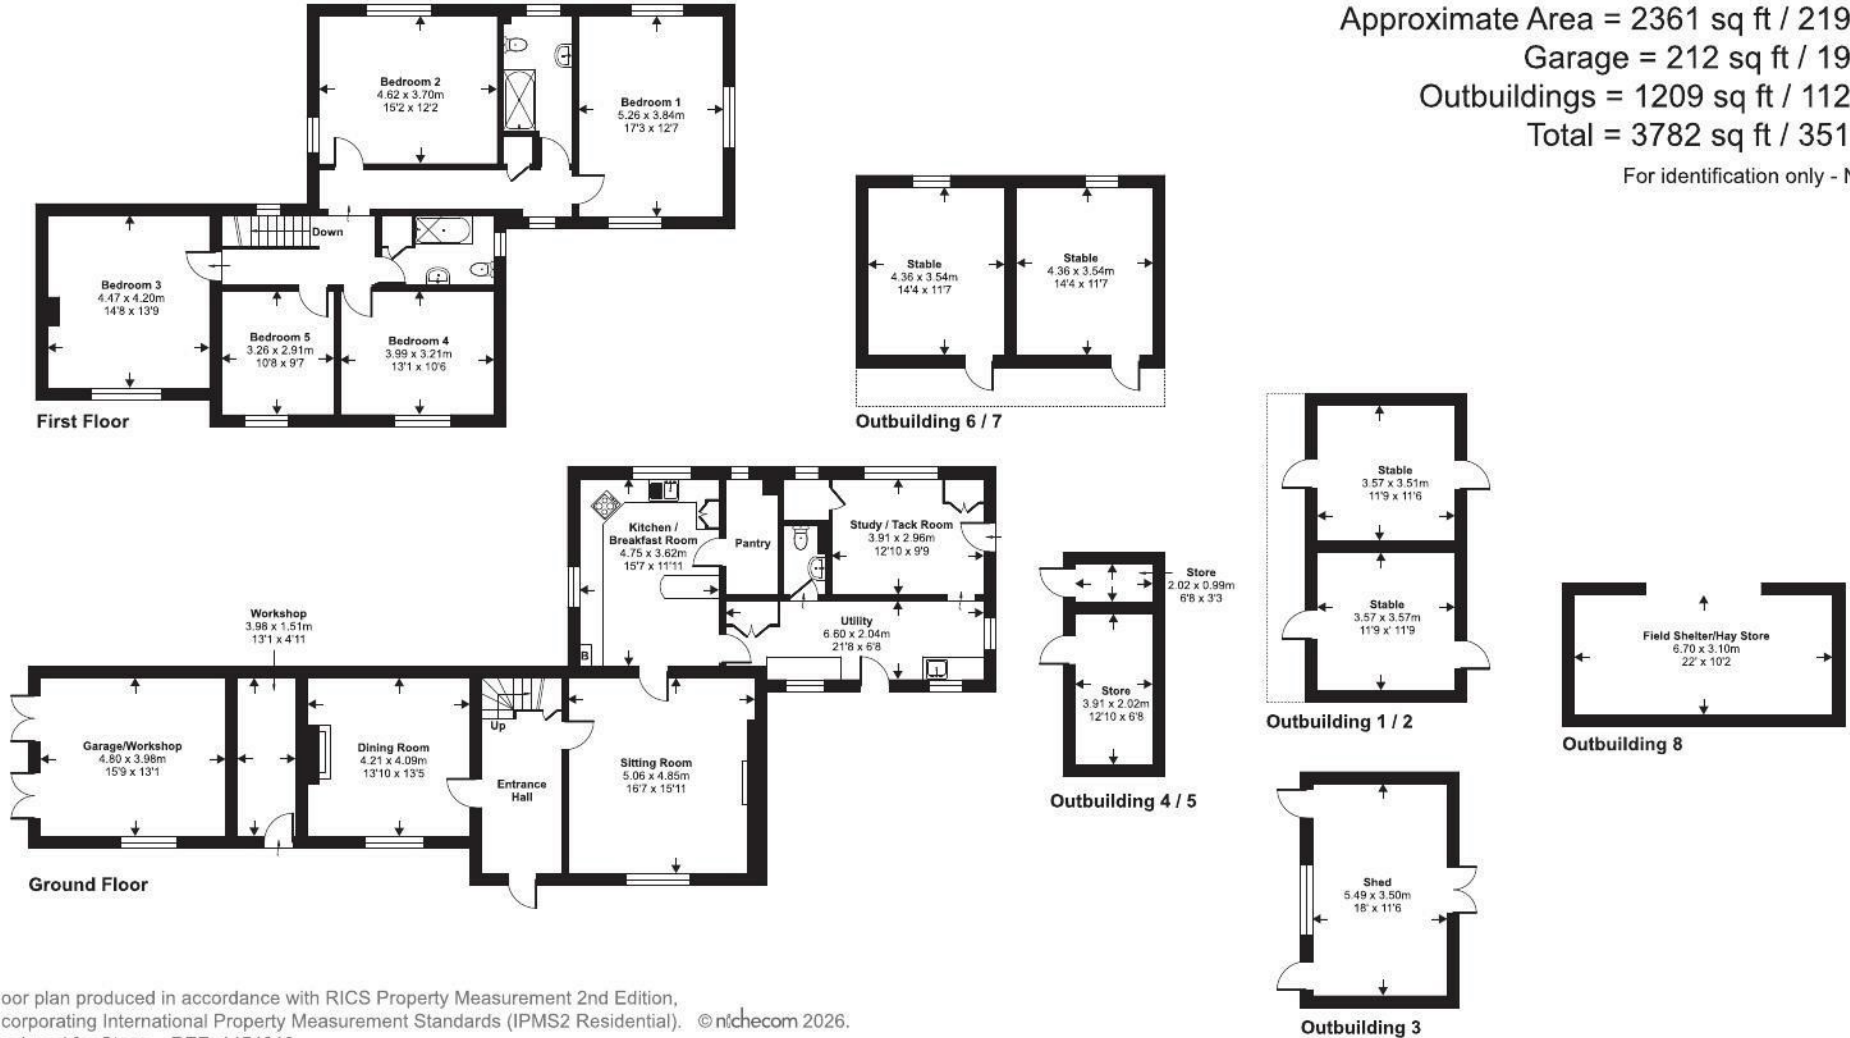 Approximate Area = 2361 sq ft / 219
Garage = 212 sq ft / 19
Outbuildings = 1209 sq ft / 112
Total = 3782 sq ft / 351
For identification only - N
Bedroom 2
4.62 x 3.70m
15'2 x 12'2
Bedroom 1
5.26 x 3.84m
17'3 x 12'7
Down
Bedroom 3
4.47 x 4.20m
14'8 x 13'9
Bedroom 5
3.26 x 2.91m
10'8 x 9'7
Bedroom 4
3.99 x 3.21m
13'1 x 10'6
First Floor
Stable
4.36 x 3.54m
14'4 x 11'7
Stable
4.36 x 3.54m
14'4 x 11'7
Outbuilding 6 / 7
Kitchen /
Breakfast Room
4.75 x 3.62m
15'7 x 11'11
Pantry
Study / Tack Room
3.91 x 2.96m
12'10 x 9'9
Utility
6.60 x 2.04m
21'8 x 6'8
B
Workshop
3.98 x 1.51m
13'1 x 4'11
Garage/Workshop
4.80 x 3.98m
15'9 x 13'1
Dining Room
4.21 x 4.09m
13'10 x 13'5
Up
Entrance
Hall
Sitting Room
5.06 x 4.85m
16'7 x 15'11
Ground Floor
Store
2.02 x 0.99m
6'8 x 3'3
Store
3.91 x 2.02m
12'10 x 6'8
Outbuilding 4 / 5
Stable
3.57 x 3.51m
11'9 x 11'6
Stable
3.57 x 3.57m
11'9 x' 11'9
Outbuilding 1 / 2
Field Shelter/Hay Store
6.70 x 3.10m
22' x 10'2
Outbuilding 8
Shed
5.49 x 3.50m
18' x 11'6
Outbuilding 3
oor plan produced in accordance with RICS Property Measurement 2nd Edition,
corporating International Property Measurement Standards (IPMS2 Residential). © nichecom 2026.